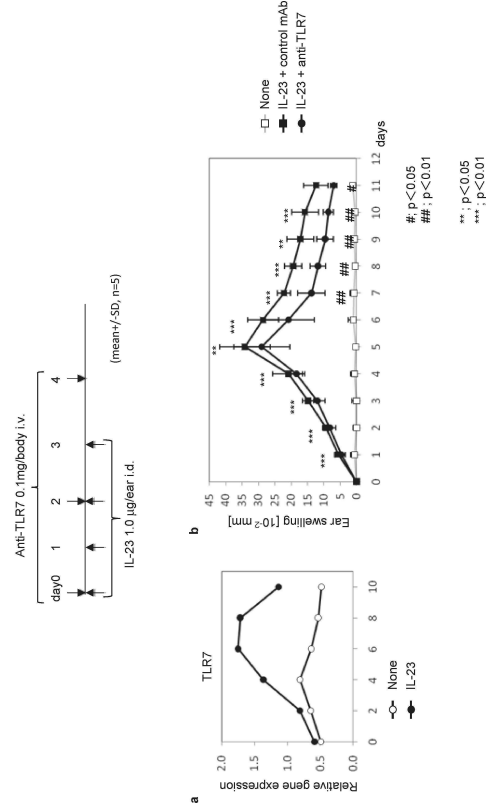 Anti-TLR7 0.1mg/body i.v.
day0 1 2 3 4
IL-23 1.0 μg/ear i.d.
(mean+/-SD, n=5)
a
TLR7
Relative gene expression
2.0
1.5
1.0
0.5
0.0
0 2 4 6 8 10
None
IL-23
b
Ear swelling [10-2 mm]
45
40
35
30
25
20
15
10
5
0
*** *** *** *** ** *** *** *** ** ***
## ## ## ## #
0 1 2 3 4 5 6 7 8 9 10 11 12
days
None
IL-23 + control mAb
IL-23 + anti-TLR7
#; p<0.05
##; p<0.01
** ; p<0.05
*** ; p<0.01